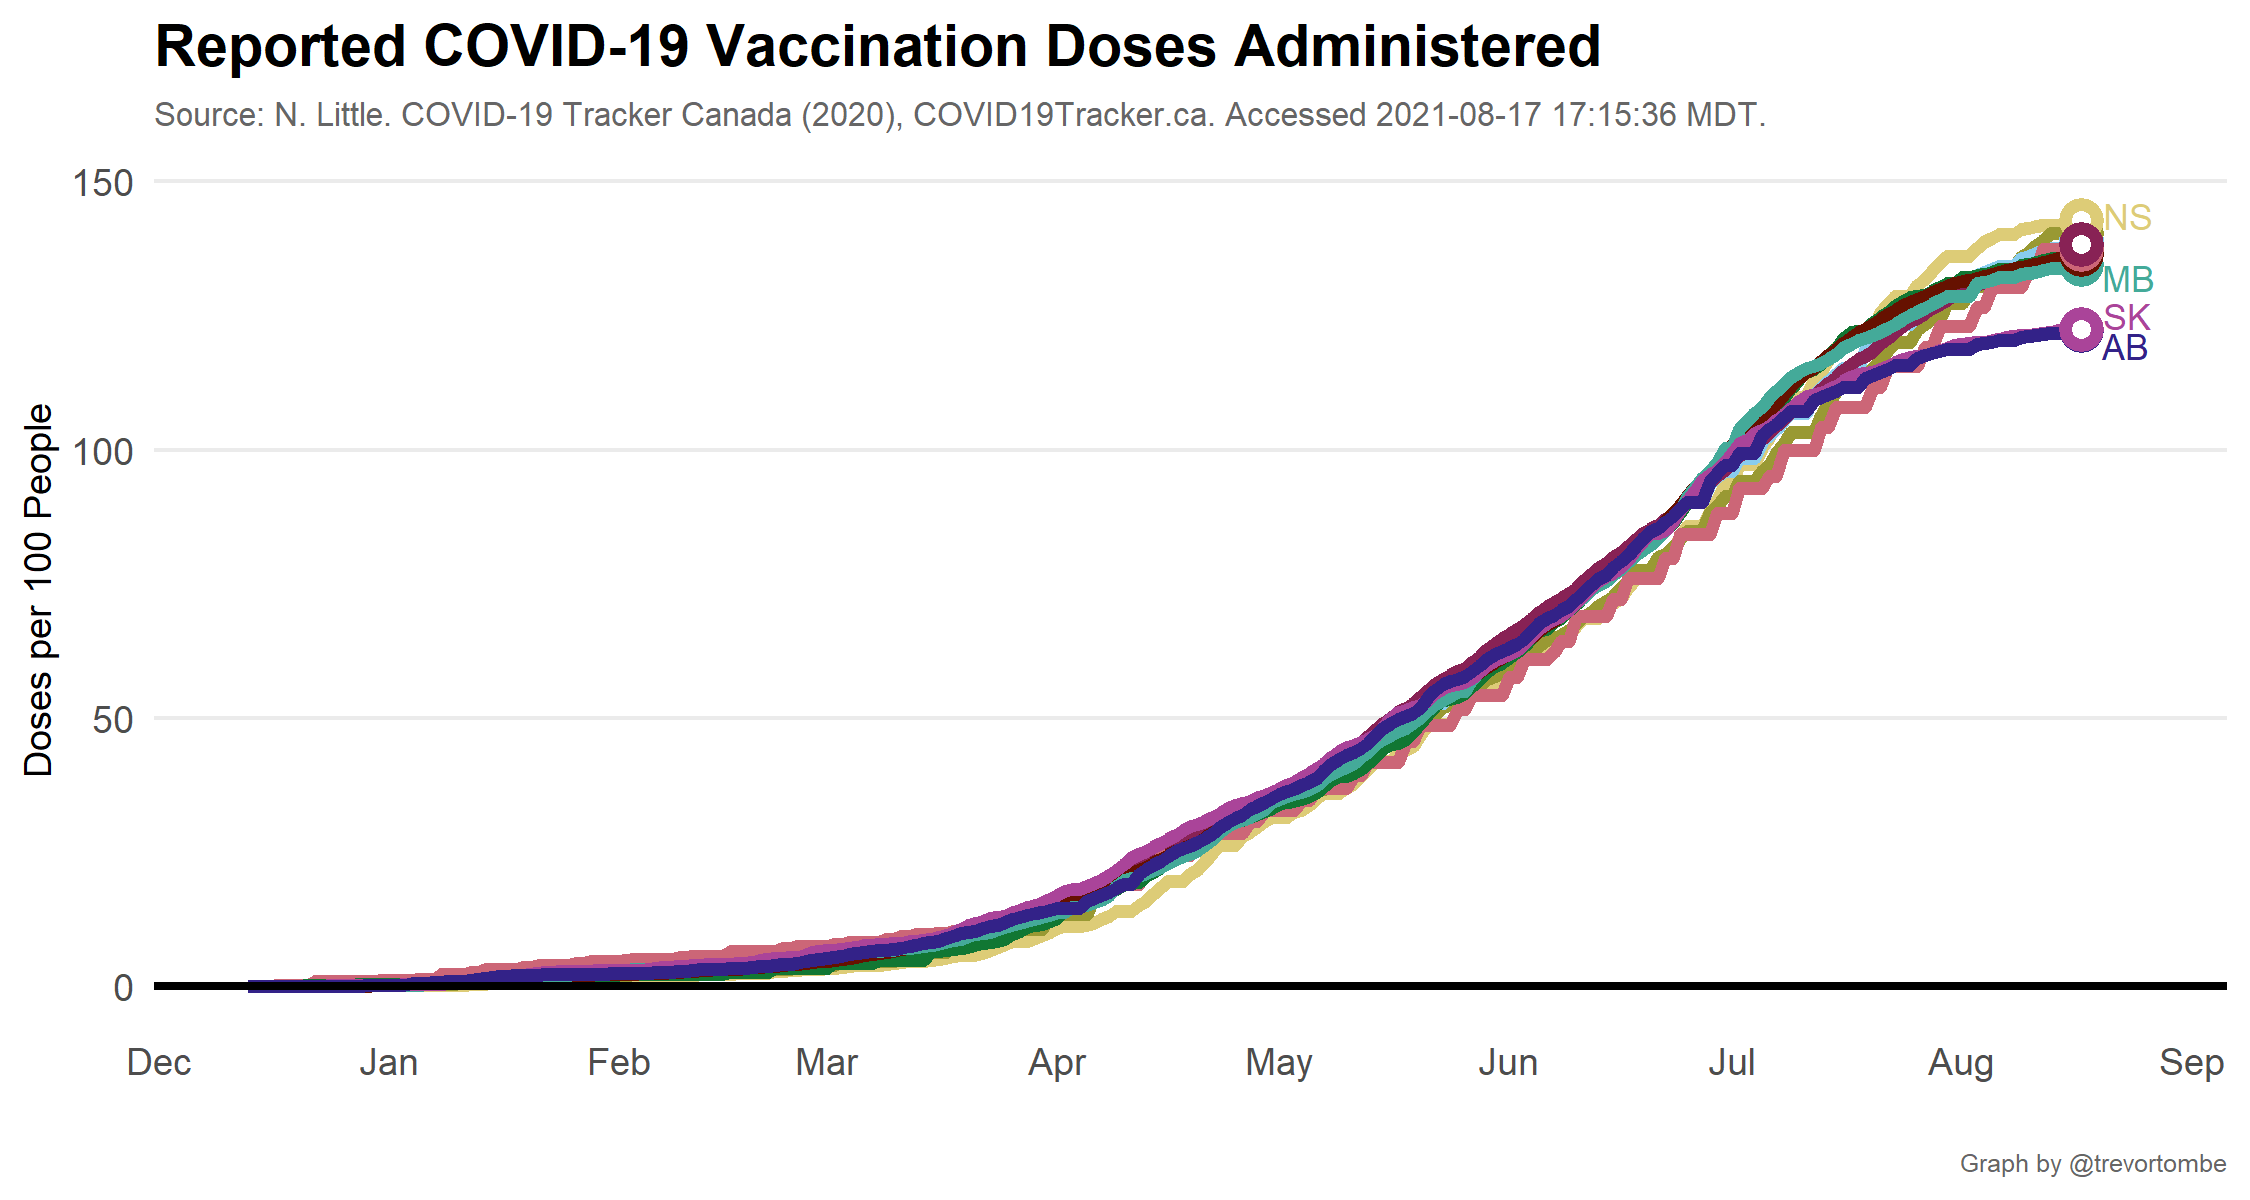 Reported COVID-19 Vaccination Doses Administered
Source: N. Little. COVID-19 Tracker Canada (2020), COVID19Tracker.ca. Accessed 2021-08-17 17:15:36 MDT.
Doses per 100 People
150
100
50
0
NS
MB
SK
AB
Dec Jan Feb Mar Apr May Jun Jul Aug Sep
Graph by @trevortombe